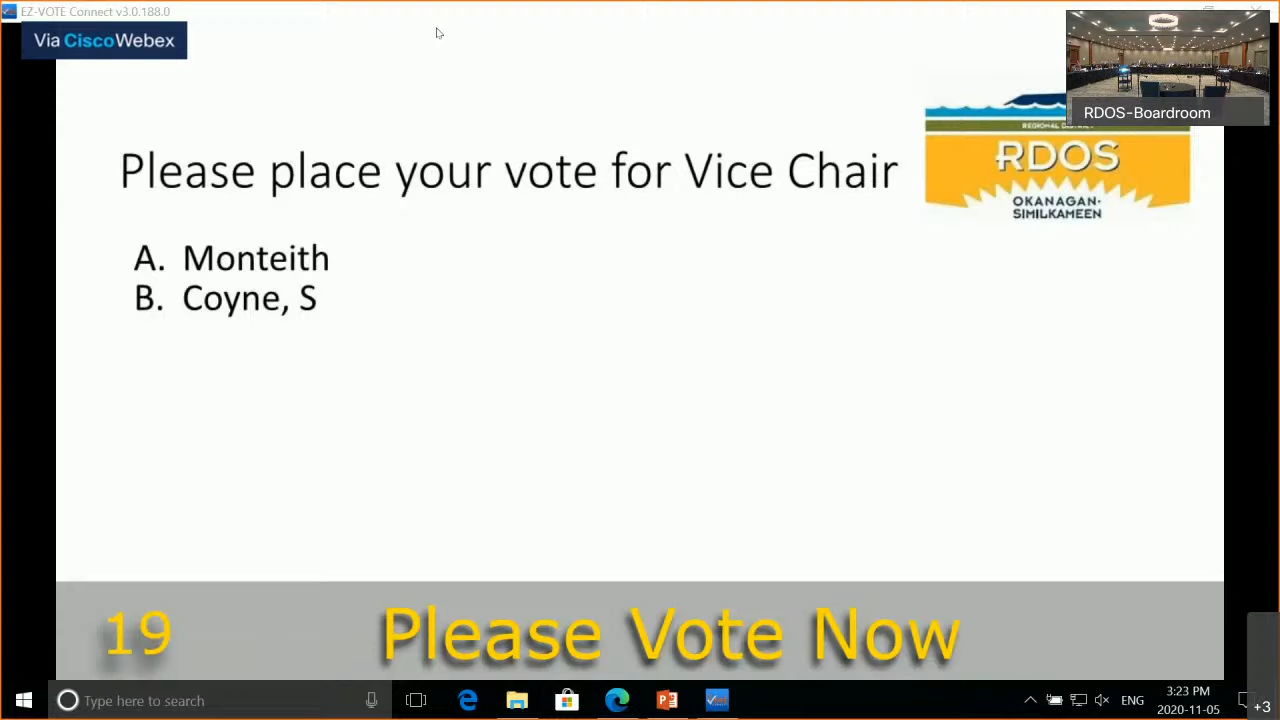 EZ-VOTE Connect v3.0.188.0
Via CiscoWebex
RDOS-Boardroom
REGIONAL DISTRICT
RDOS
OKANAGAN-
SIMILKAMEEN
Please place your vote for Vice Chair
A. Monteith
B. Coyne, S
19 Please Vote Now
Type here to search
ENG
3:23 PM
2020-11-05
+3